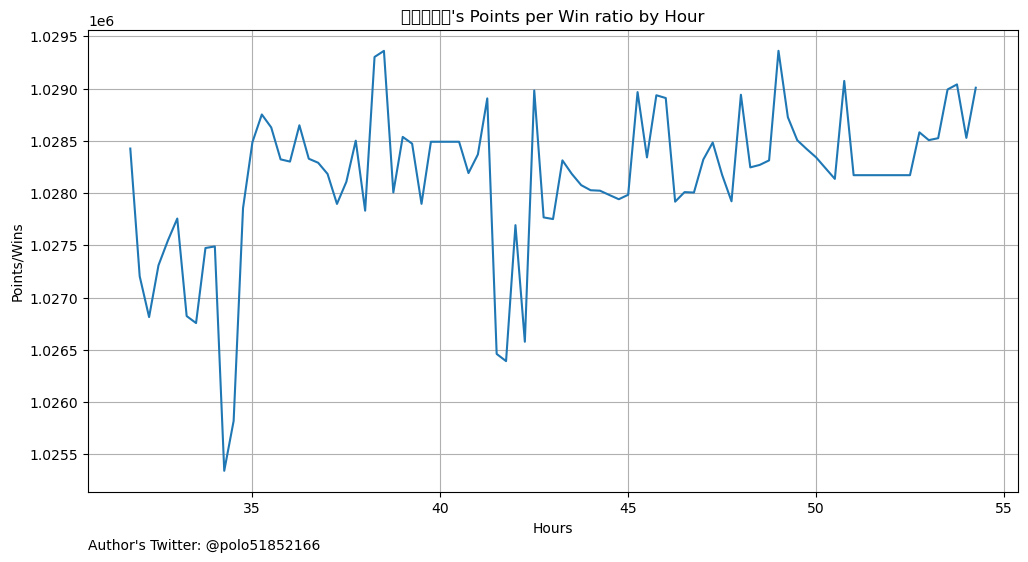 's Points per Win ratio by Hour
1e6
1.0295
1.0290
1.0285
1.0280
1.0275
1.0270
1.0265
1.0260
1.0255
Points/Wins
35
40
45
50
55
Hours
Author's Twitter: @polo51852166